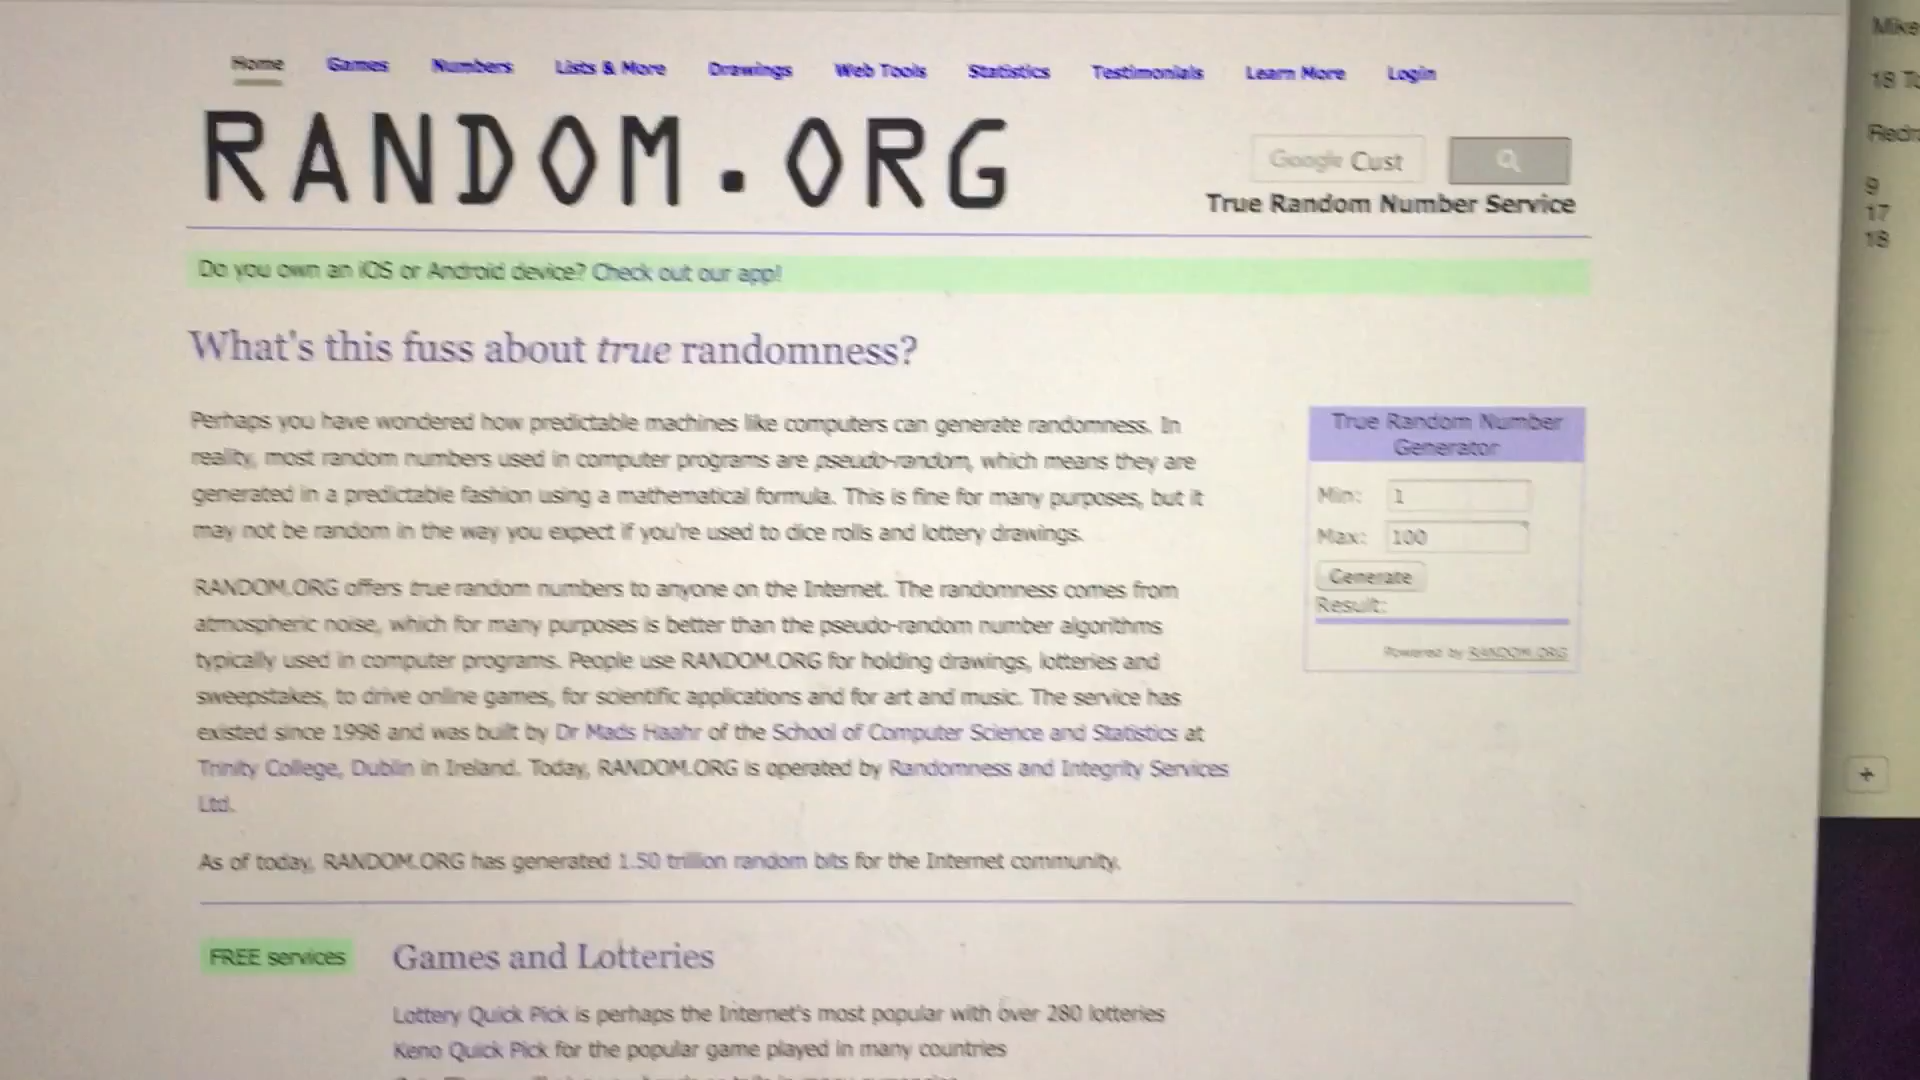 Home Games Numbers Lists & More Drawings Web Tools Statistics Testimonials Learn More Login
RANDOM.ORG
Google Cust
True Random Number Service
Do you own an iOS or Android device? Check out our app!
What's this fuss about true randomness?
Perhaps you have wondered how predictable machines like computers can generate randomness. In
reality, most random numbers used in computer programs are pseudo-random, which means they are
generated in a predictable fashion using a mathematical formula. This is fine for many purposes, but it
may not be random in the way you expect if you're used to dice rolls and lottery drawings.
RANDOM.ORG offers true random numbers to anyone on the Internet. The randomness comes from
atmospheric noise, which for many purposes is better than the pseudo-random number algorithms
typically used in computer programs. People use RANDOM.ORG for holding drawings, lotteries and
sweepstakes, to drive online games, for scientific applications and for art and music. The service has
existed since 1998 and was built by Dr Mads Haahr of the School of Computer Science and Statistics at
Trinity College, Dublin in Ireland. Today, RANDOM.ORG is operated by Randomness and Integrity Services
Ltd.
As of today, RANDOM.ORG has generated 1.50 trillion random bits for the Internet community.
True Random Number
Generator
Min: 1
Max: 100
Generate
Result:
Powered by RANDOM.ORG
FREE services
Games and Lotteries
Lottery Quick Pick is perhaps the Internet's most popular with over 280 lotteries
Keno Quick Pick for the popular game played in many countries
Mike
18
9
17
18
+